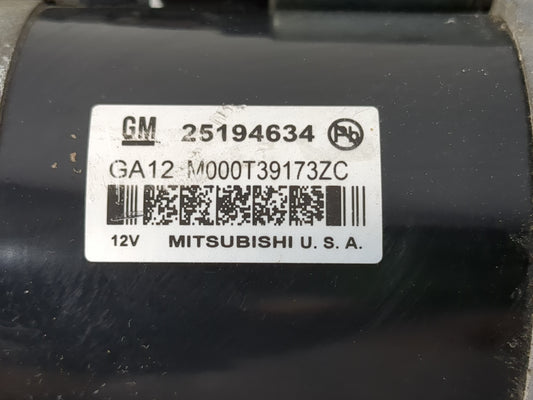 GM 25194634 Pb
GA12 M000T39173ZC
12V MITSUBISHI U. S. A.